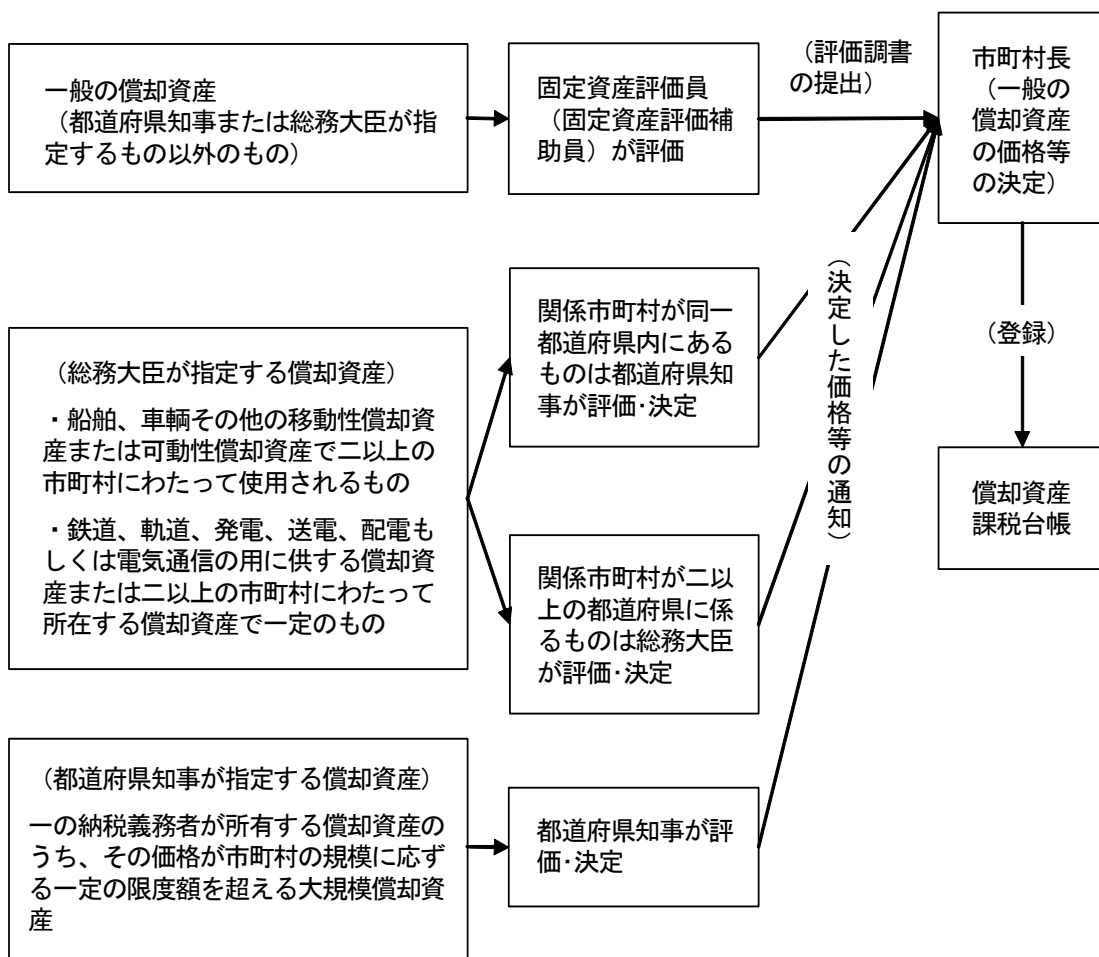 一般の償却資産
（都道府県知事または総務大臣が指
定するもの以外のもの）
固定資産評価員
（固定資産評価補
助員）が評価
（評価調書
の提出）
市町村長
（一般の
償却資産
の価格等
の決定）
（総務大臣が指定する償却資産）
・船舶、車輌その他の移動性償却資
産または可動性償却資産で二以上の
市町村にわたって使用されるもの
・鉄道、軌道、発電、送電、配電も
しくは電気通信の用に供する償却資
産または二以上の市町村にわたって
所在する償却資産で一定のもの
関係市町村が同一
都道府県内にある
ものは都道府県知
事が評価･決定
関係市町村が二以
上の都道府県に係
るものは総務大臣
が評価･決定
（決定した価格等の通知）
（登録）
償却資産
課税台帳
（都道府県知事が指定する償却資産）
一の納税義務者が所有する償却資産の
うち、その価格が市町村の規模に応ず
る一定の限度額を超える大規模償却資
産
都道府県知事が評
価･決定